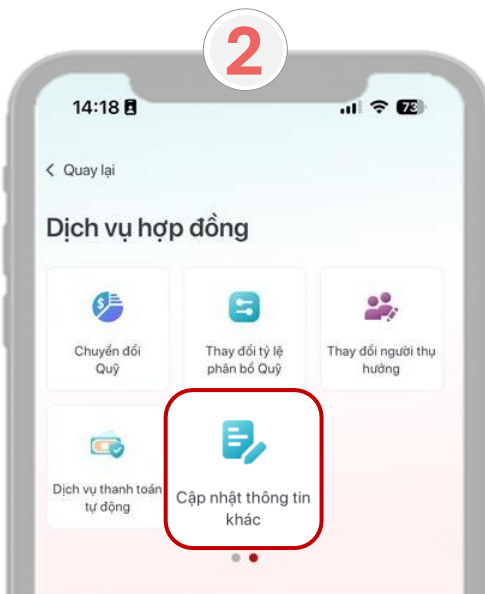 2
14:18
73
Quay lại
Dịch vụ hợp đồng
Chuyển đổi
Quỹ
Thay đổi tỷ lệ
phân bổ Quỹ
Thay đổi người thụ
hưởng
Dịch vụ thanh toán
tự động
Cập nhật thông tin
khác